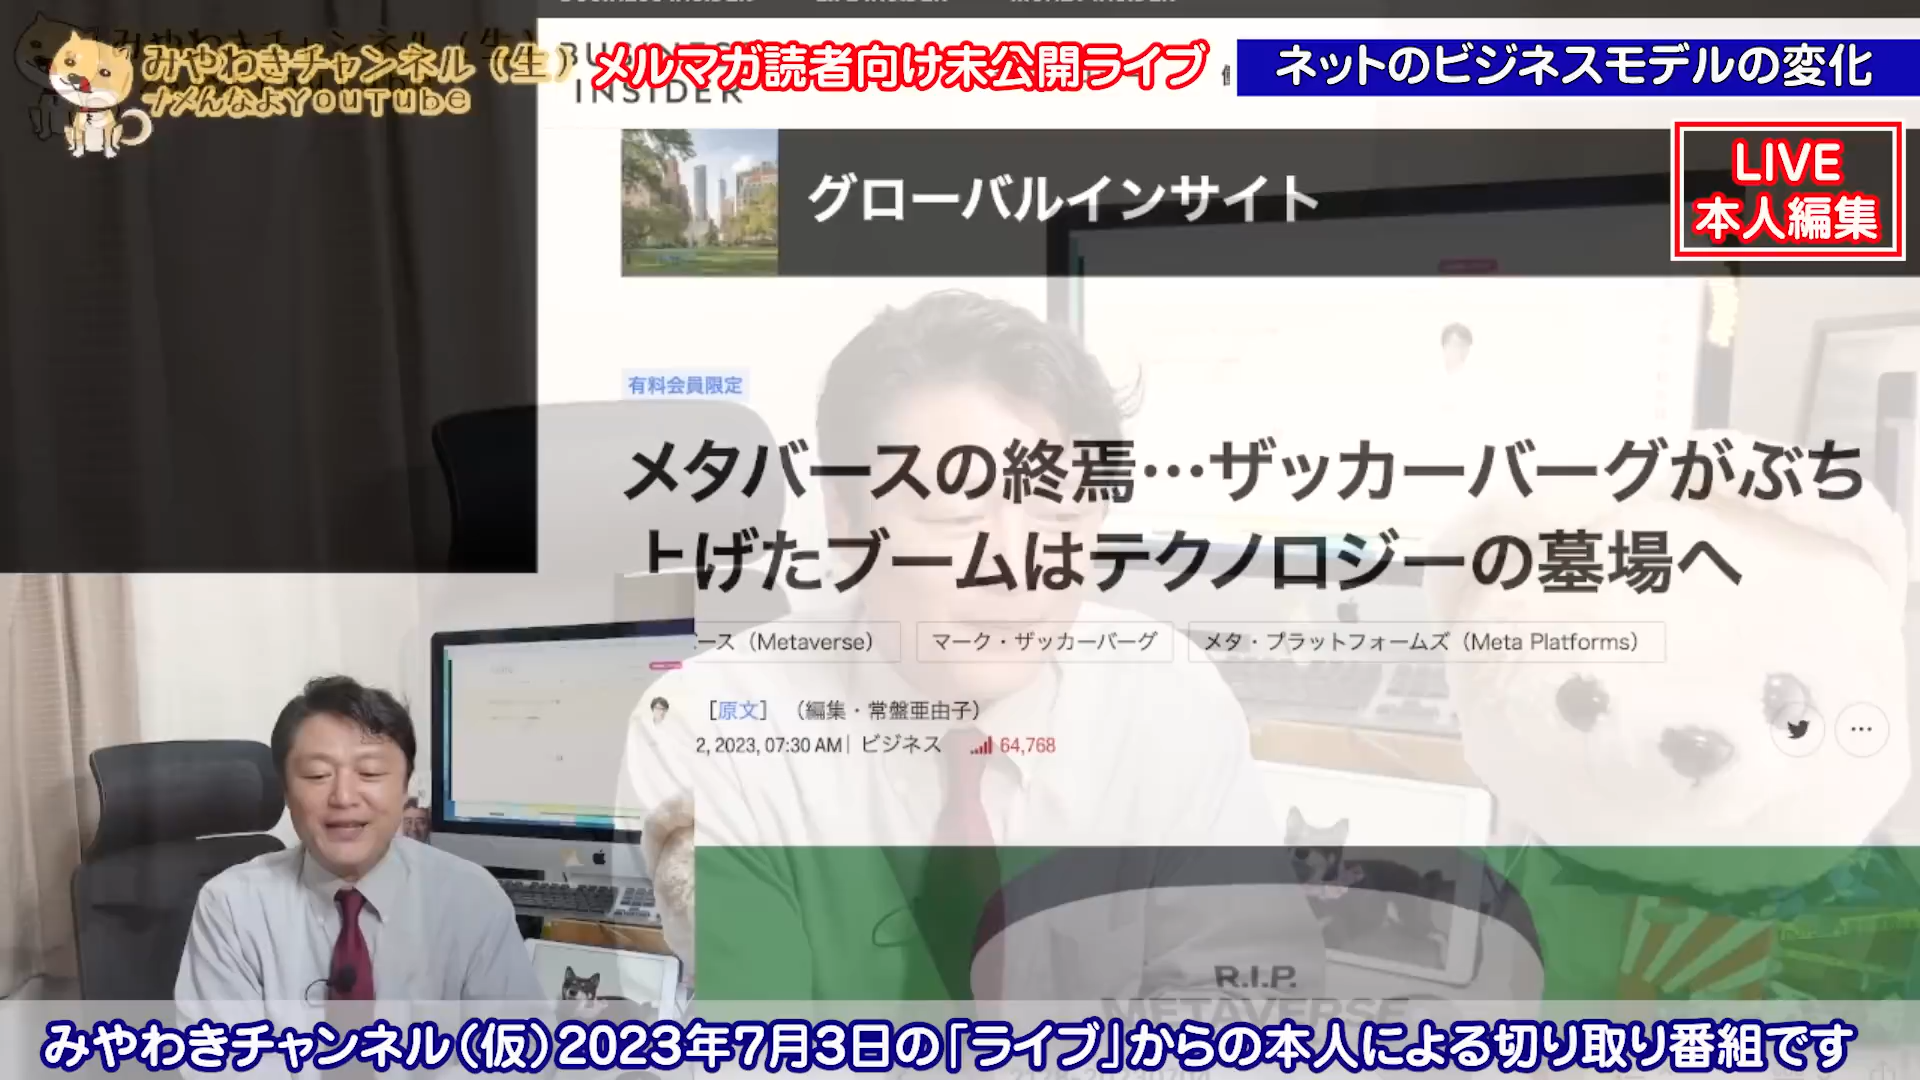 みやわきチャンネル（生）
ナメんなよYouTube
メルマガ読者向け未公開ライブ
ネットのビジネスモデルの変化
INSIDER
LIVE
本人編集
グローバルインサイト
有料会員限定
メタバースの終焉…ザッカーバーグがぶち
上げたブームはテクノロジーの墓場へ
ース（Metaverse）
マーク・ザッカーバーグ
メタ・プラットフォームズ（Meta Platforms）
［原文］（編集・常盤亜由子）
2, 2023, 07:30 AM | ビジネス 64,768
R.I.P.
METAVERSE
みやわきチャンネル（仮）2023年7月3日の「ライブ」からの本人による切り取り番組です